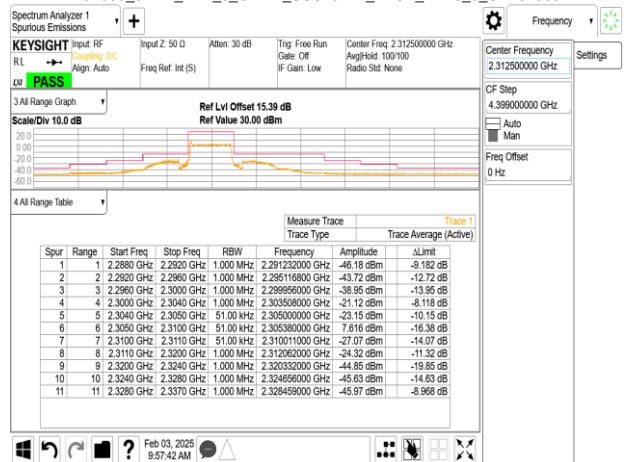 Spectrum Analyzer 1
Spurious Emissions
Frequency
KEYSIGHT
Input: RF
Input Z: 50 Ω
Atten: 30 dB
Trig: Free Run
Center Freq: 2.312500000 GHz
RL
Coupling: DC
Gate: Off
Avg|Hold: 100/100
Align: Auto
Freq Ref: Int (S)
IF Gain: Low
Radio Std: None
LXI
PASS
Center Frequency
2.312500000 GHz
Settings
CF Step
4.399000000 GHz
Auto
Man
Freq Offset
0 Hz
3 All Range Graph
Ref Lvl Offset 15.39 dB
Scale/Div 10.0 dB
Ref Value 30.00 dBm
20.0
0.00
-20.0
-40.0
-60.0
4 All Range Table
Measure Trace Trace 1
Trace Type Trace Average (Active)
Spur Range Start Freq Stop Freq RBW Frequency Amplitude ΔLimit
1 1 2.2880 GHz 2.2920 GHz 1.000 MHz 2.291232000 GHz -46.18 dBm -9.182 dB
2 2 2.2920 GHz 2.2960 GHz 1.000 MHz 2.295116800 GHz -43.72 dBm -12.72 dB
3 3 2.2960 GHz 2.3000 GHz 1.000 MHz 2.299956000 GHz -38.95 dBm -13.95 dB
4 4 2.3000 GHz 2.3040 GHz 1.000 MHz 2.303508000 GHz -21.12 dBm -8.118 dB
5 5 2.3040 GHz 2.3050 GHz 51.00 kHz 2.305000000 GHz -23.15 dBm -10.15 dB
6 6 2.3050 GHz 2.3100 GHz 51.00 kHz 2.305380000 GHz 7.616 dBm -16.38 dB
7 7 2.3100 GHz 2.3110 GHz 51.00 kHz 2.310011000 GHz -27.07 dBm -14.07 dB
8 8 2.3110 GHz 2.3200 GHz 1.000 MHz 2.312062000 GHz -24.32 dBm -11.32 dB
9 9 2.3200 GHz 2.3240 GHz 1.000 MHz 2.320332000 GHz -44.85 dBm -19.85 dB
10 10 2.3240 GHz 2.3280 GHz 1.000 MHz 2.324656000 GHz -45.63 dBm -14.63 dB
11 11 2.3280 GHz 2.3370 GHz 1.000 MHz 2.328459000 GHz -45.97 dBm -8.968 dB
Feb 03, 2025
9:57:42 AM